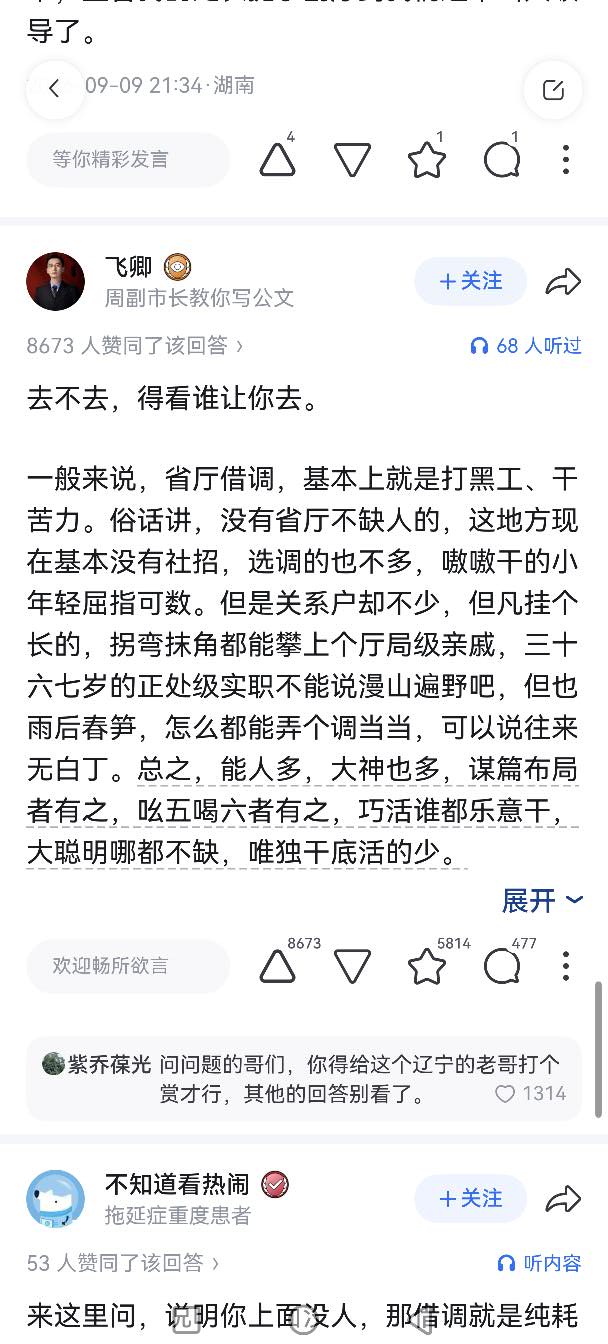 导了。
09-09 21:34·湖南
等你精彩发言
4
1
1
飞卿
+关注
周副市长教你写公文
8673 人赞同了该回答 ›
68 人听过
去不去，得看谁让你去。
一般来说，省厅借调，基本上就是打黑工、干
苦力。俗话讲，没有省厅不缺人的，这地方现
在基本没有社招，选调的也不多，嗷嗷干的小
年轻屈指可数。但是关系户却不少，但凡挂个
长的，拐弯抹角都能攀上个厅局级亲戚，三十
六七岁的正处级实职不能说漫山遍野吧，但也
雨后春笋，怎么都能弄个调当当，可以说往来
无白丁。总之，能人多，大神也多，谋篇布局
者有之，吆五喝六者有之，巧活谁都乐意干，
大聪明哪都不缺，唯独干底活的少。
展开
欢迎畅所欲言
8673
5814
477
紫乔葆光 问问题的哥们，你得给这个辽宁的老哥打个
赏才行，其他的回答别看了。
1314
不知道看热闹
+关注
拖延症重度患者
53 人赞同了该回答 ›
听内容
来这里问，说明你上面没人，那借调就是纯耗